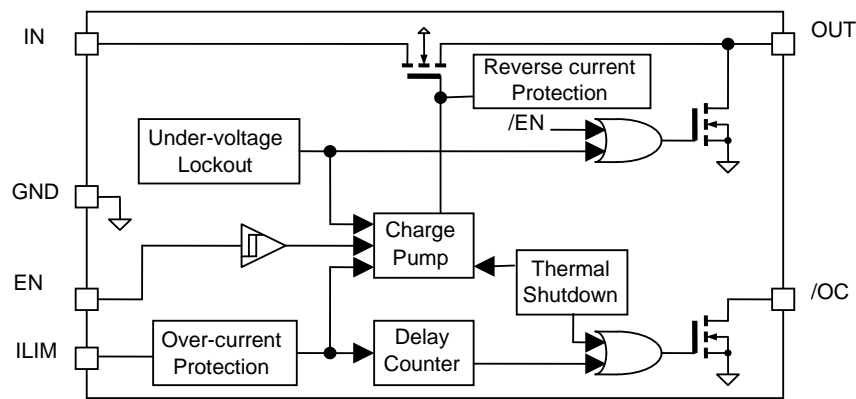 IN
OUT
Reverse current
Protection
/EN
Under-voltage
Lockout
GND
Charge
Pump
EN
Thermal
Shutdown
/OC
ILIM
Over-current
Protection
Delay
Counter